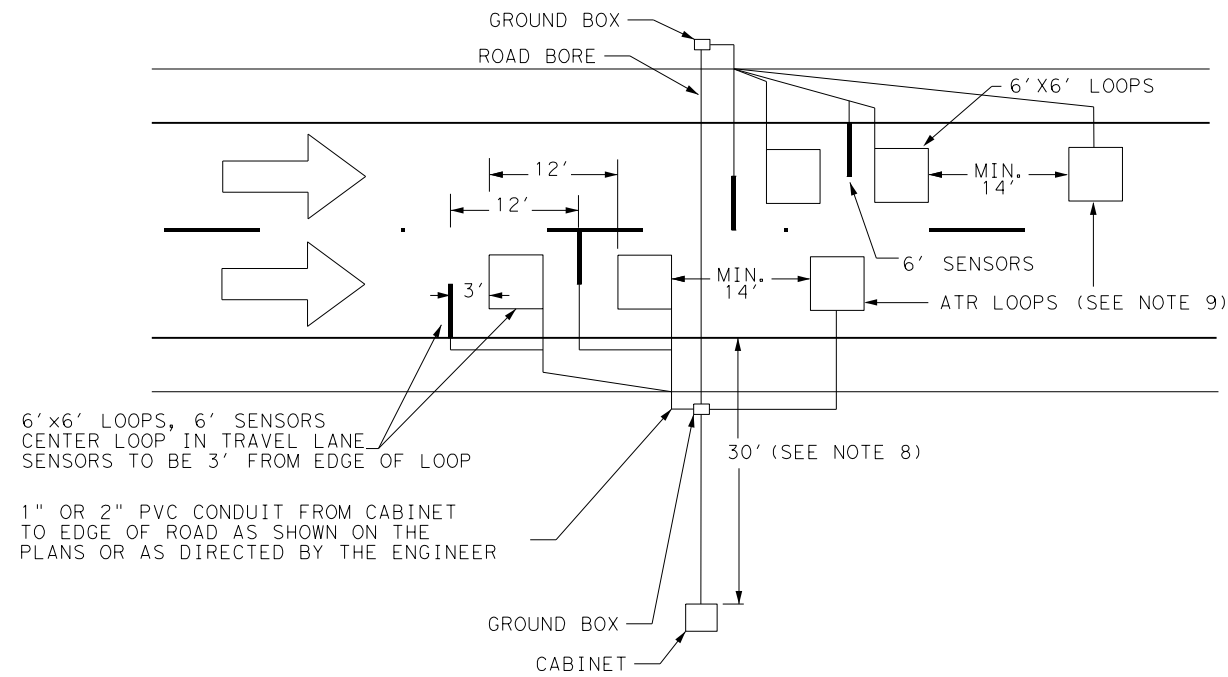 GROUND BOX
ROAD BORE
6'X6' LOOPS
12'
MIN.
14'
12'
6' SENSORS
MIN.
14'
3'
ATR LOOPS (SEE NOTE 9)
6'x6' LOOPS, 6' SENSORS
CENTER LOOP IN TRAVEL LANE
SENSORS TO BE 3' FROM EDGE OF LOOP
30' (SEE NOTE 8)
1" OR 2" PVC CONDUIT FROM CABINET
TO EDGE OF ROAD AS SHOWN ON THE
PLANS OR AS DIRECTED BY THE ENGINEER
GROUND BOX
CABINET